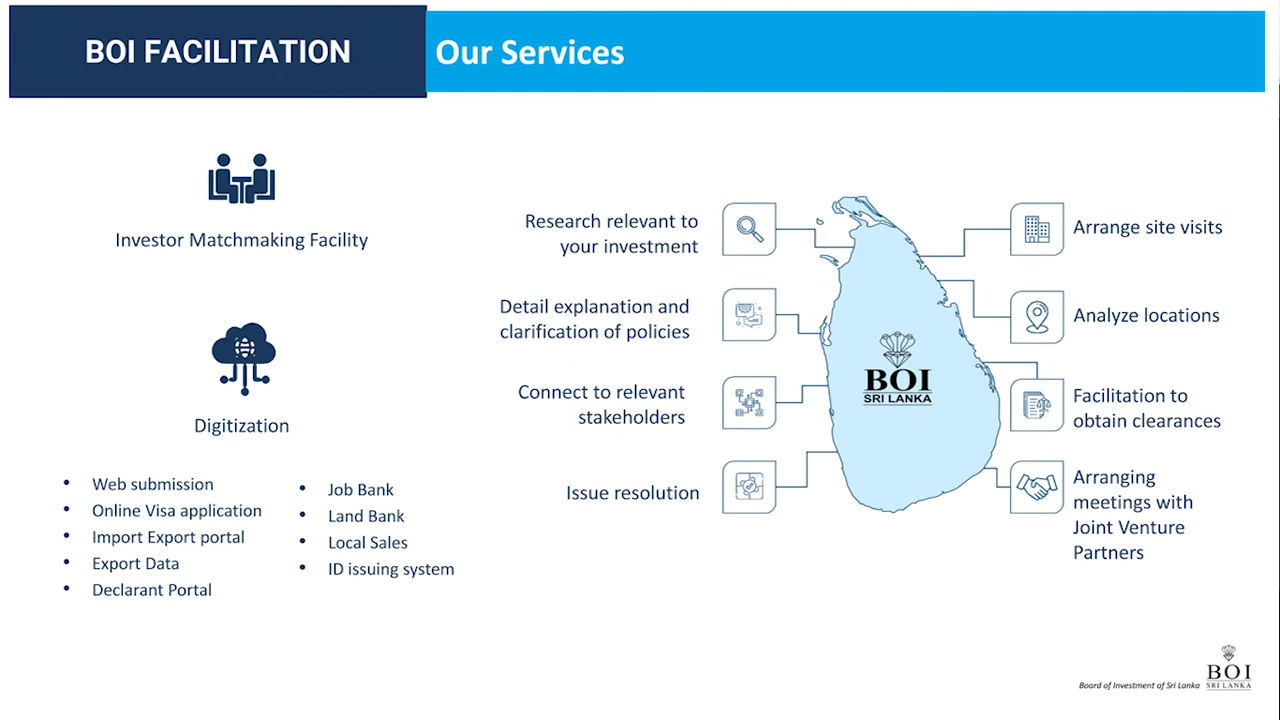 BOI FACILITATION
Our Services
Investor Matchmaking Facility
Digitization
• Web submission
• Online Visa application
• Import Export portal
• Export Data
• Declarant Portal
• Job Bank
• Land Bank
• Local Sales
• ID issuing system
Research relevant to
your investment
Detail explanation and
clarification of policies
Connect to relevant
stakeholders
Issue resolution
BOI
SRI LANKA
Arrange site visits
Analyze locations
Facilitation to
obtain clearances
Arranging
meetings with
Joint Venture
Partners
Board of Investment of Sri Lanka
BOI
SRI LANKA